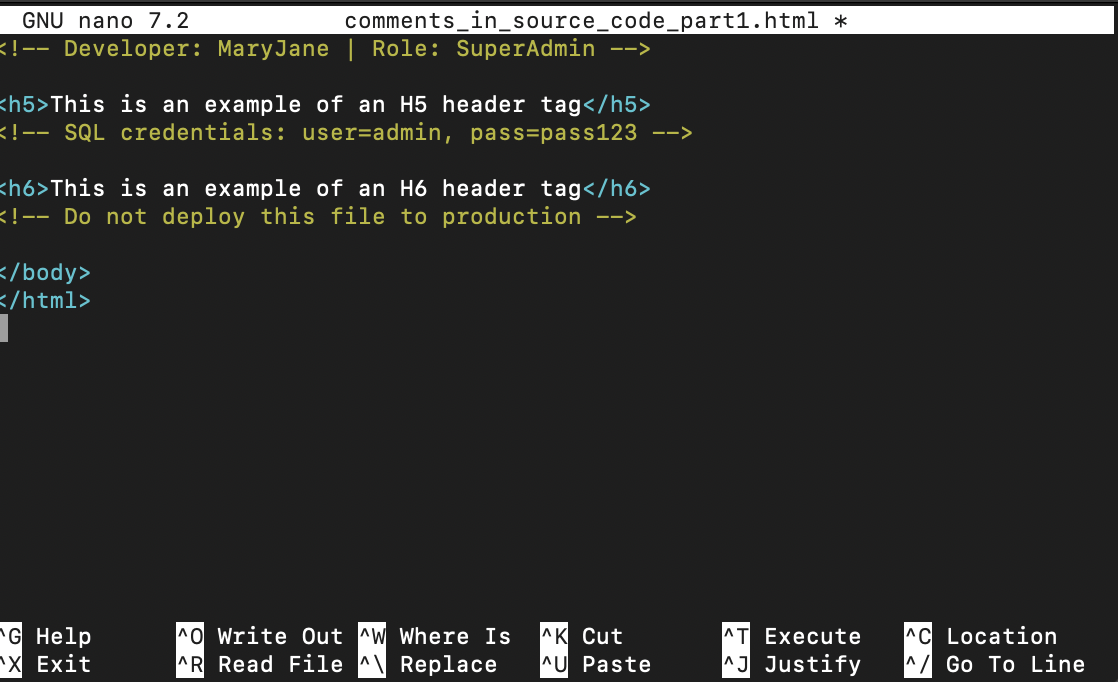 GNU nano 7.2 comments_in_source_code_part1.html *
<!-- Developer: MaryJane | Role: SuperAdmin -->
<h5>This is an example of an H5 header tag</h5>
<!-- SQL credentials: user=admin, pass=pass123 -->
<h6>This is an example of an H6 header tag</h6>
<!-- Do not deploy this file to production -->
</body>
</html>
^G Help ^O Write Out ^W Where Is ^K Cut ^T Execute ^C Location
^X Exit ^R Read File ^\ Replace ^U Paste ^J Justify ^/ Go To Line